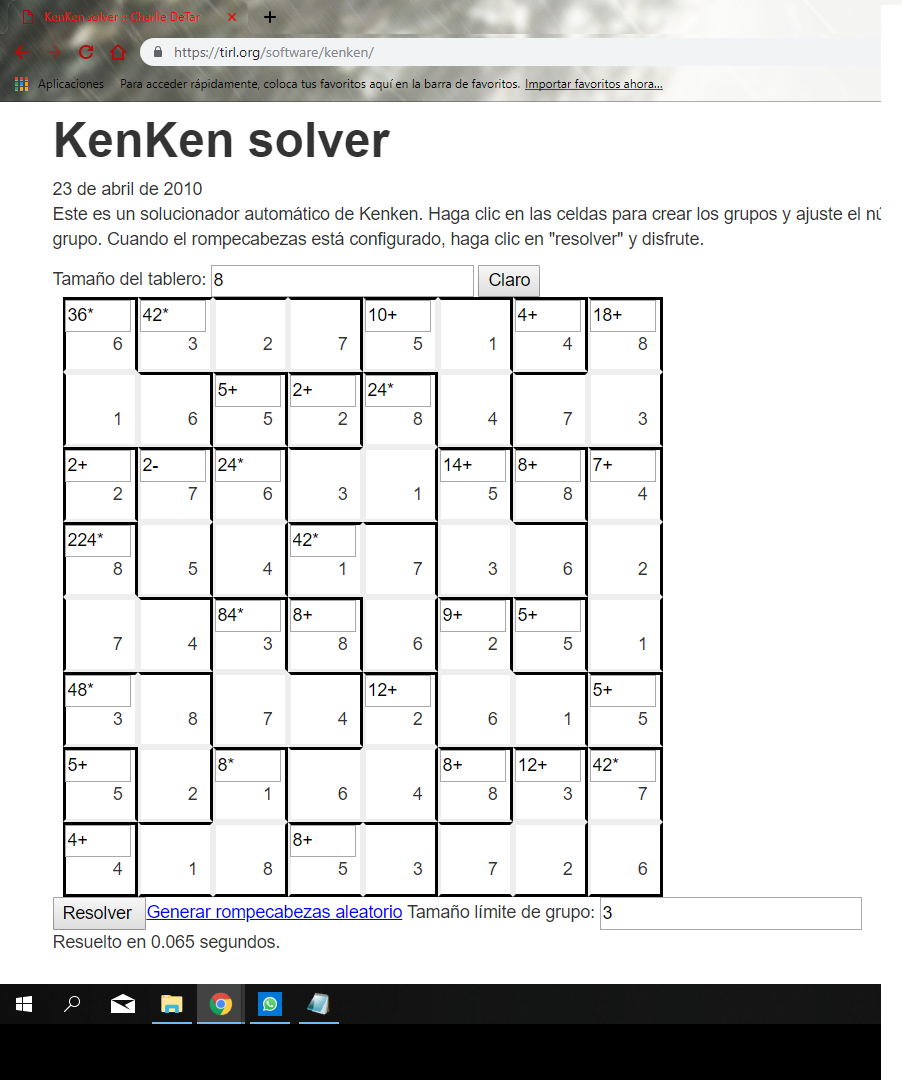 KenKen solver :: Charlie DeTar
https://tirl.org/software/kenken/
Aplicaciones Para acceder rápidamente, coloca tus favoritos aquí en la barra de favoritos. Importar favoritos ahora...
KenKen solver
23 de abril de 2010
Este es un solucionador automático de Kenken. Haga clic en las celdas para crear los grupos y ajuste el
grupo. Cuando el rompecabezas está configurado, haga clic en "resolver" y disfrute.
Tamaño del tablero: 8 Claro
36* 42* 10+ 4+ 18+
6 3 2 7 5 1 4 8
5+ 2+ 24*
1 6 5 2 8 4 7 3
2+ 2- 24* 14+ 8+ 7+
2 7 6 3 1 5 8 4
224* 42*
8 5 4 1 7 3 6 2
84* 8+ 9+ 5+
7 4 3 8 6 2 5 1
48* 12+ 5+
3 8 7 4 2 6 1 5
5+ 8* 8+ 12+ 42*
5 2 1 6 4 8 3 7
4+ 8+
4 1 8 5 3 7 2 6
Resolver Generar rompecabezas aleatorio Tamaño límite de grupo: 3
Resuelto en 0.065 segundos.